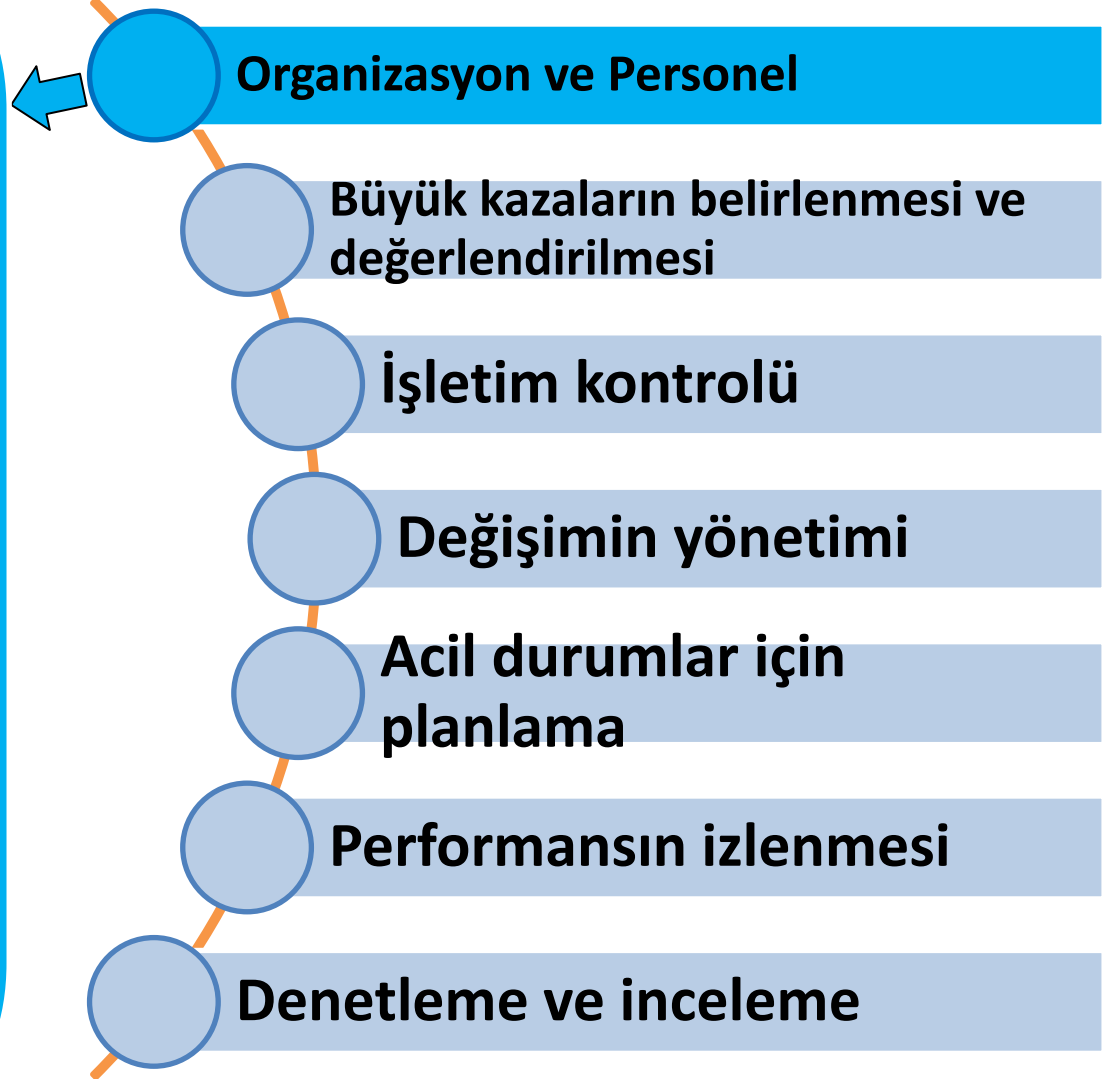 Organizasyon ve Personel
Büyük kazaların belirlenmesi ve
değerlendirilmesi
İşletim kontrolü
Değişimin yönetimi
Acil durumlar için
planlama
Performansın izlenmesi
Denetleme ve inceleme